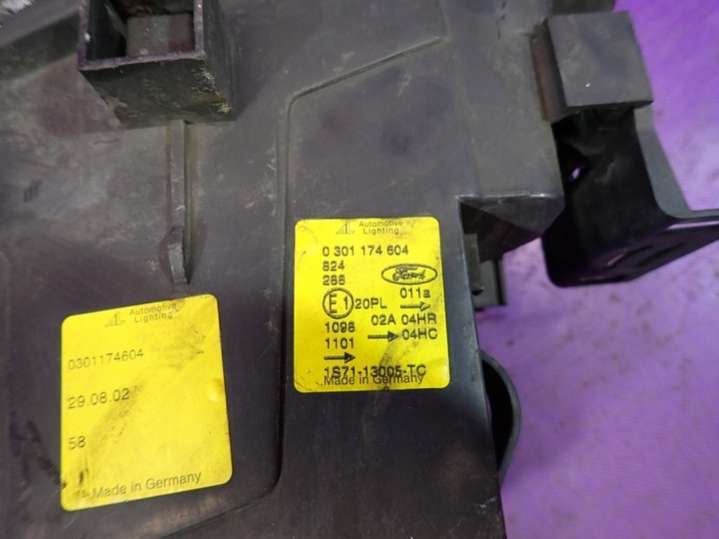 Automotive
Lighting
0301174604
29.08.02
58
Made in Germany
Automotive
Lighting
0 301 174 604
824
268
Ford
011a
E1 20PL
1098 02A 04HR
1101 04HC
1S71-13005-TC
Made in Germany